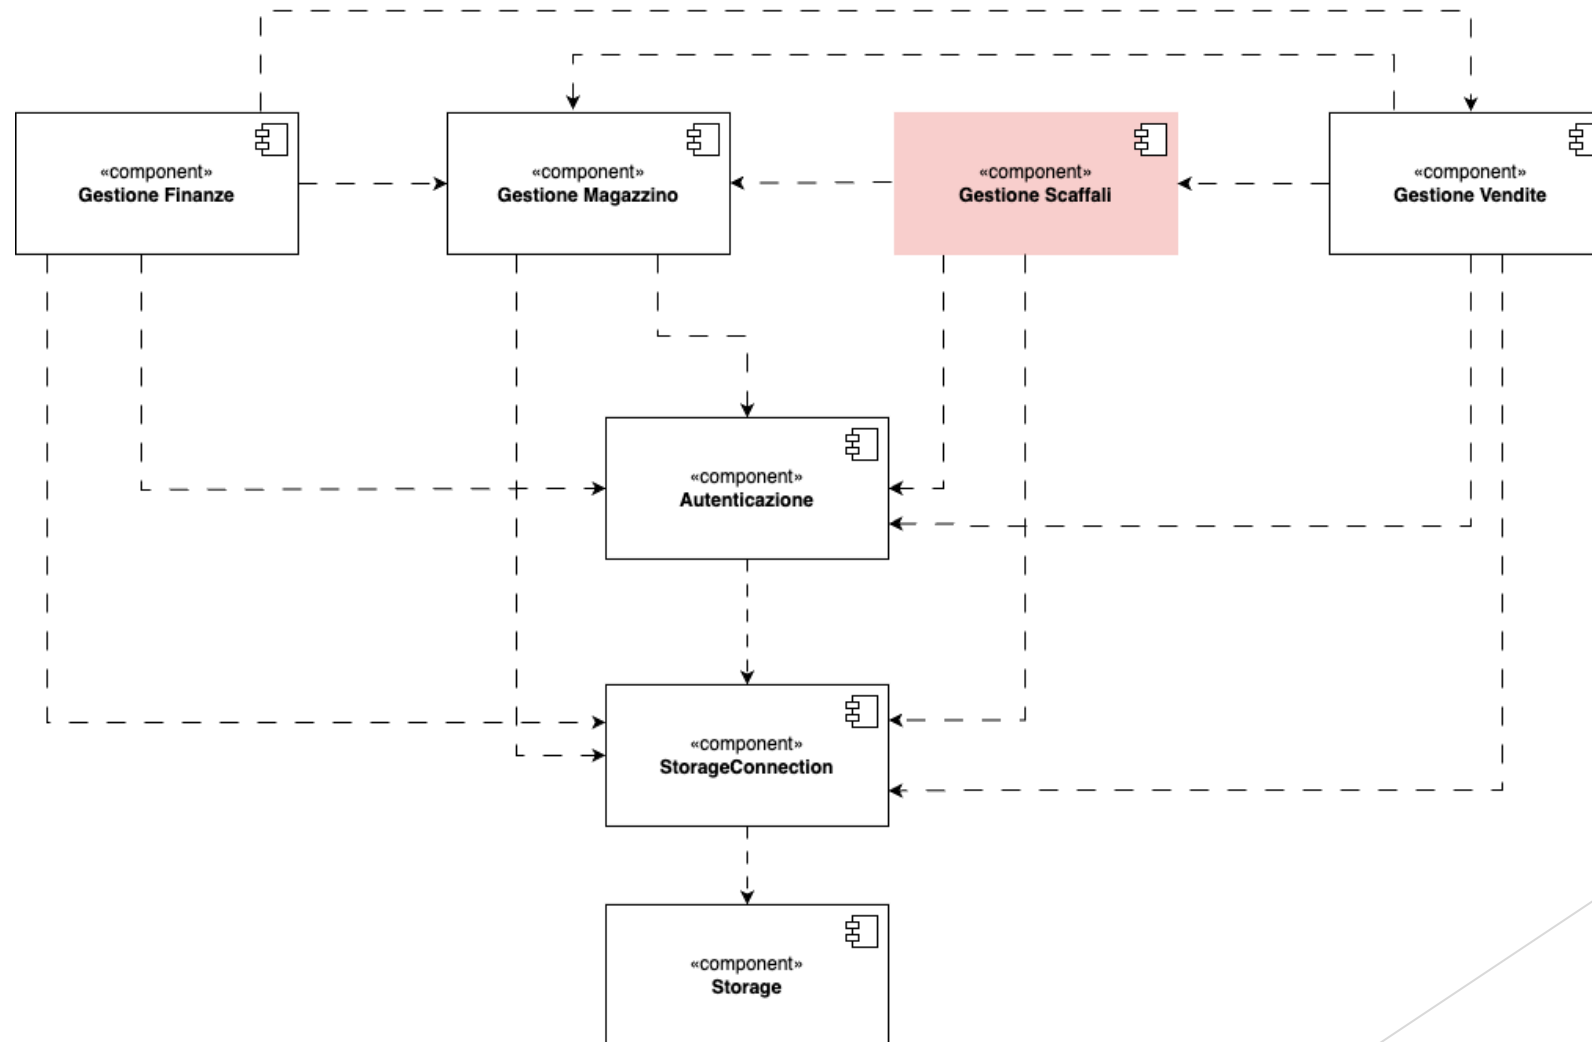 «component»
Gestione Finanze
«component»
Gestione Magazzino
«component»
Gestione Scaffali
«component»
Gestione Vendite
«component»
Autenticazione
«component»
StorageConnection
«component»
Storage